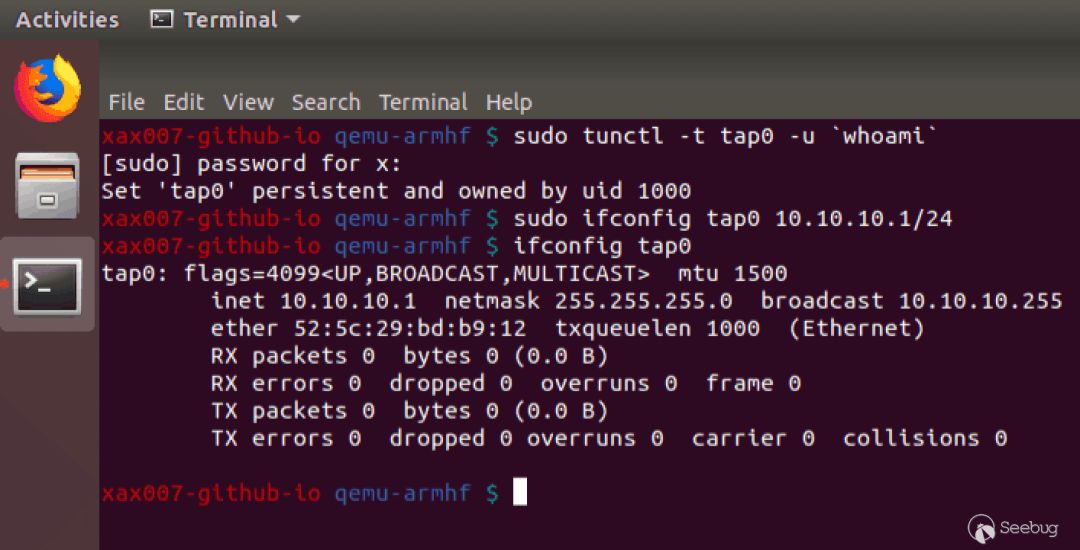 Activities Terminal
File Edit View Search Terminal Help
xax007-github-io qemu-armhf $ sudo tunctl -t tap0 -u `whoami`
[sudo] password for x:
Set 'tap0' persistent and owned by uid 1000
xax007-github-io qemu-armhf $ sudo ifconfig tap0 10.10.10.1/24
xax007-github-io qemu-armhf $ ifconfig tap0
tap0: flags=4099<UP,BROADCAST,MULTICAST>  mtu 1500
        inet 10.10.10.1  netmask 255.255.255.0  broadcast 10.10.10.255
        ether 52:5c:29:bd:b9:12  txqueuelen 1000  (Ethernet)
        RX packets 0  bytes 0 (0.0 B)
        RX errors 0  dropped 0  overruns 0  frame 0
        TX packets 0  bytes 0 (0.0 B)
        TX errors 0  dropped 0 overruns 0  carrier 0  collisions 0
xax007-github-io qemu-armhf $
Seebug